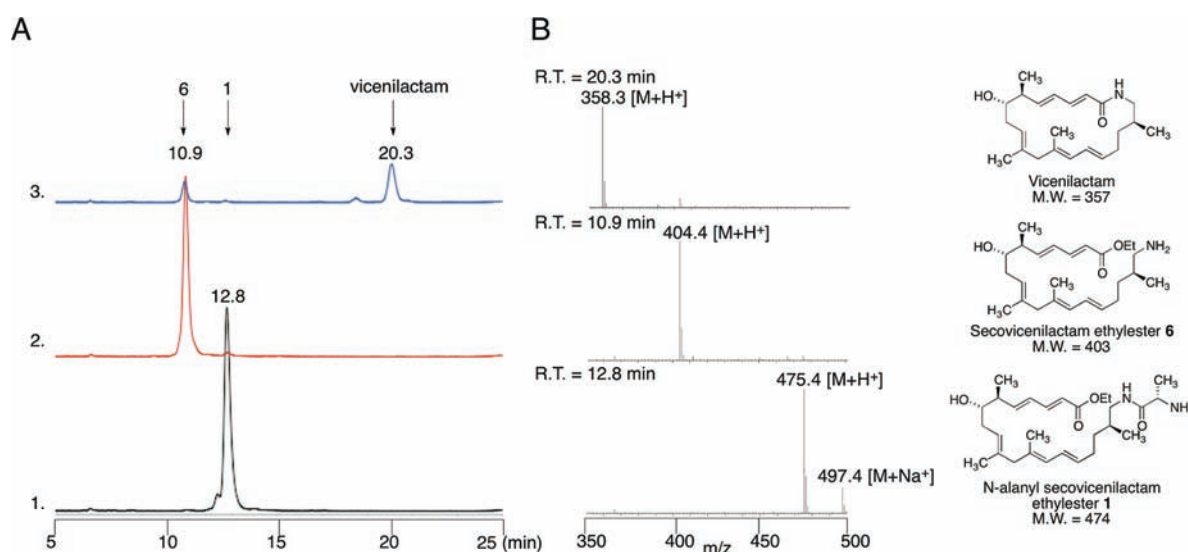 A
6
1
vicenilactam
10.9
20.3
3.
12.8
2.
1.
5
10
15
20
25 (min)
B
R.T. = 20.3 min
358.3 [M+H⁺]
R.T. = 10.9 min
404.4 [M+H⁺]
R.T. = 12.8 min
475.4 [M+H⁺]
497.4 [M+Na⁺]
350
400
m/z
500
CH₃
HO
H
N
O
CH₃
CH₃
H₃C
Vicenilactam
M.W. = 357
CH₃
HO
OEt
NH₂
O
CH₃
CH₃
H₃C
Secovicenilactam ethylester 6
M.W. = 403
CH₃
HO
OEt
H
N
CH₃
O
O
NH
CH₃
CH₃
H₃C
N-alanyl secovicenilactam
ethylester 1
M.W. = 474